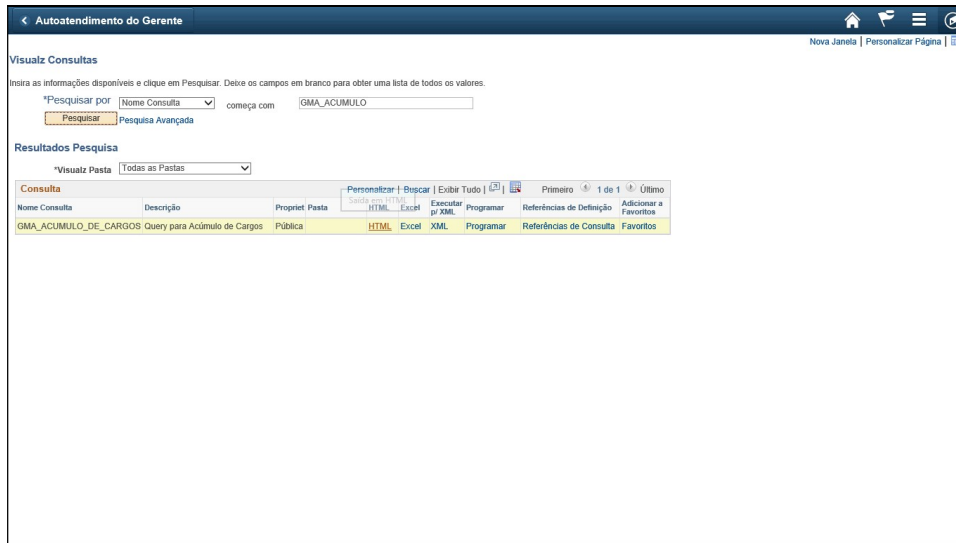 Autoatendimento do Gerente
Nova Janela | Personalizar Página |
Visualz Consultas
Insira as informações disponíveis e clique em Pesquisar. Deixe os campos em branco para obter uma lista de todos os valores.
*Pesquisar por Nome Consulta começa com GMA_ACUMULO
Pesquisar Pesquisa Avançada
Resultados Pesquisa
*Visualz Pasta Todas as Pastas
Consulta Personalizar | Buscar | Exibir Tudo | | Primeiro 1 de 1 Último
Saída em HTML
Nome Consulta Descrição Propriet Pasta HTML Excel Executar p/ XML Programar Referências de Definição Adicionar a Favoritos
GMA_ACUMULO_DE_CARGOS Query para Acúmulo de Cargos Pública HTML Excel XML Programar Referências de Consulta Favoritos